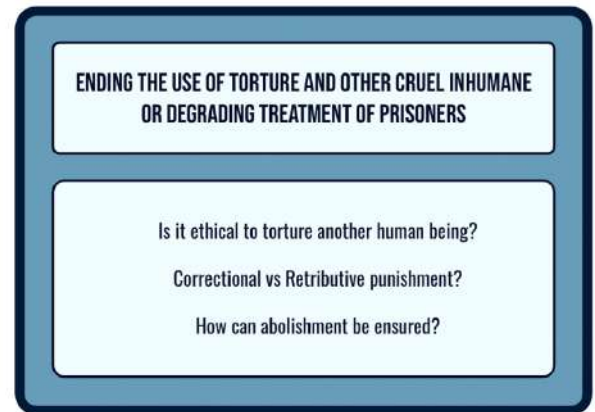 ENDING THE USE OF TORTURE AND OTHER CRUEL INHUMANE
OR DEGRADING TREATMENT OF PRISONERS
Is it ethical to torture another human being?
Correctional vs Retributive punishment?
How can abolishment be ensured?